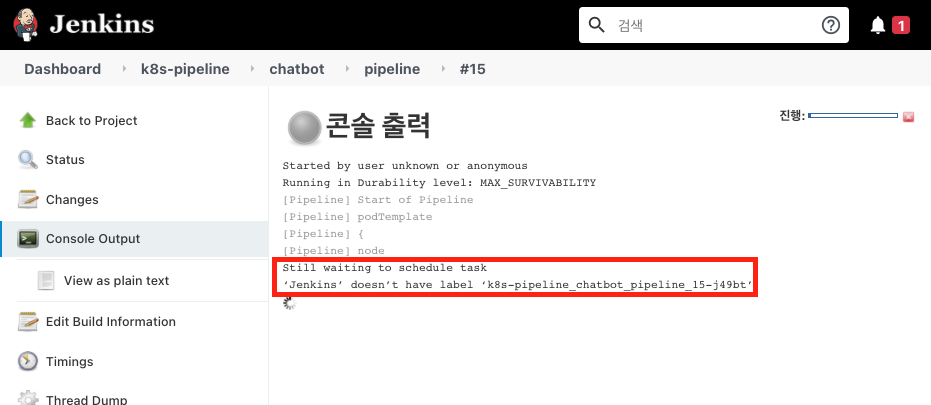 Jenkins
검색
1
Dashboard k8s-pipeline chatbot pipeline #15
Back to Project
Status
Changes
Console Output
View as plain text
Edit Build Information
Timings
Thread Dump
콘솔 출력
진행:
Started by user unknown or anonymous
Running in Durability level: MAX_SURVIVABILITY
[Pipeline] Start of Pipeline
[Pipeline] podTemplate
[Pipeline] {
[Pipeline] node
Still waiting to schedule task
‘Jenkins’ doesn’t have label ‘k8s-pipeline_chatbot_pipeline_15-j49bt’